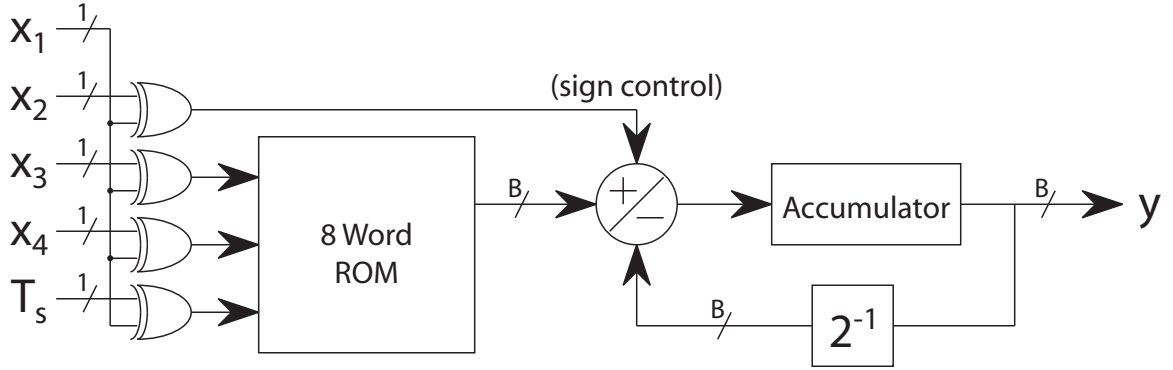 1
x₁
1
x₂
(sign control)
1
x₃
B
+
−
Accumulator
B
y
1
x₄
8 Word
ROM
1
Tₛ
B
2⁻¹